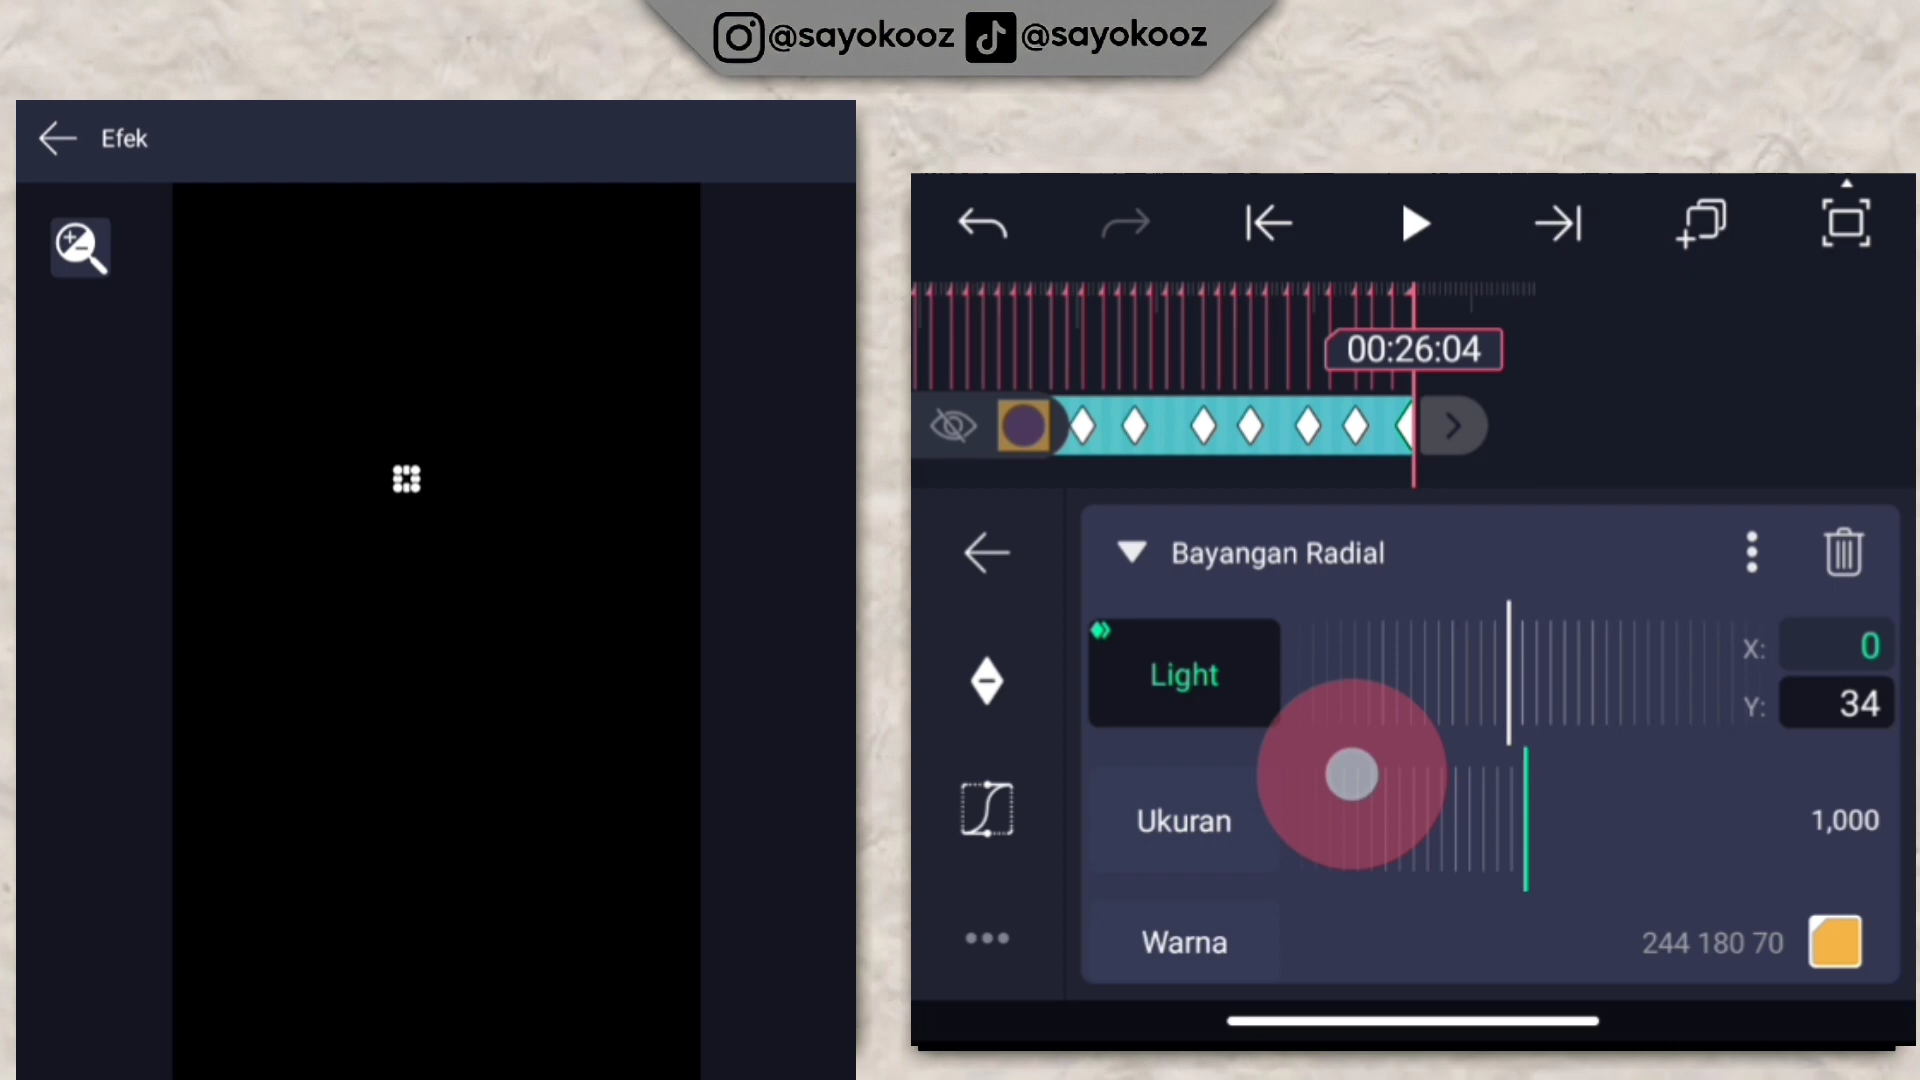 @sayokooz @sayokooz
Efek
00:26:04
Bayangan Radial
Light
X: 0
Y: 34
Ukuran
1,000
Warna
244 180 70